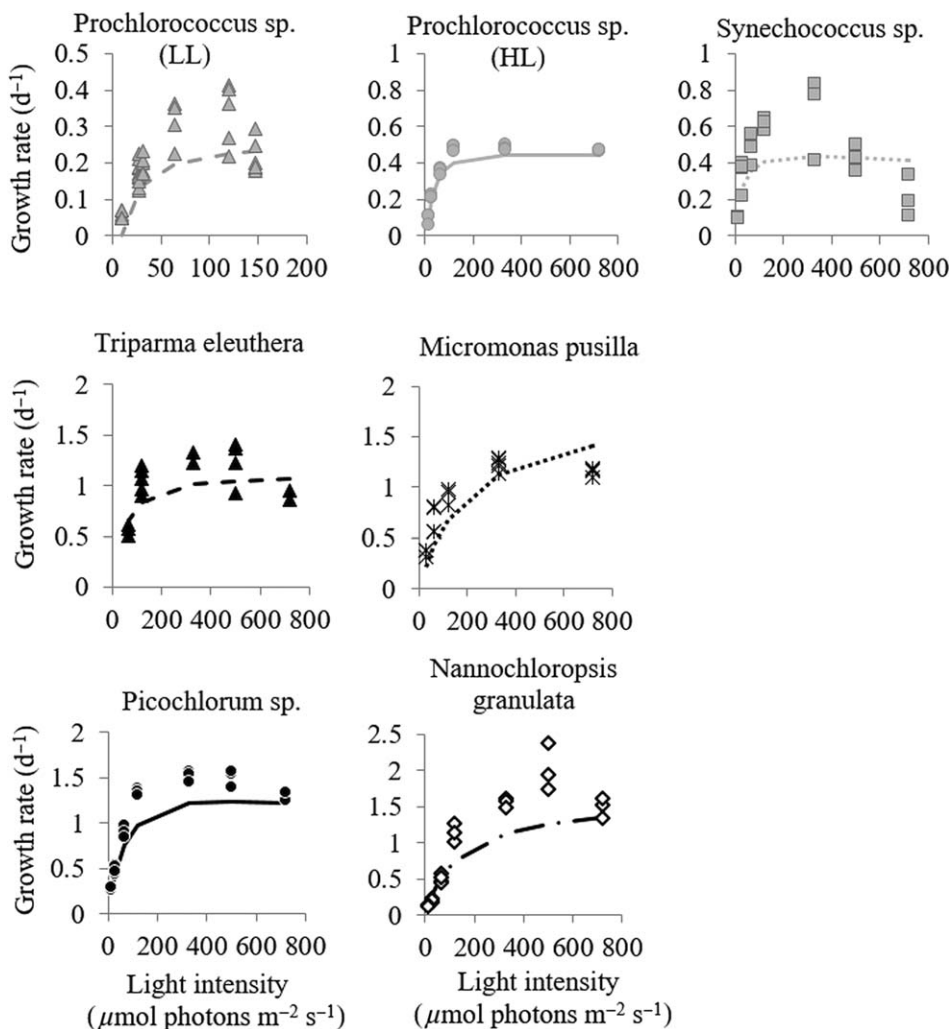 Prochlorococcus sp.
(LL)
Growth rate (d⁻¹)
0.5
0.4
0.3
0.2
0.1
0
0 50 100 150 200
Prochlorococcus sp.
(HL)
1
0.8
0.6
0.4
0.2
0
0 200 400 600 800
Synechococcus sp.
1
0.8
0.6
0.4
0.2
0
0 200 400 600 800
Triparma eleuthera
Growth rate (d⁻¹)
2
1.5
1
0.5
0
0 200 400 600 800
Micromonas pusilla
2
1.5
1
0.5
0
0 200 400 600 800
Picochlorum sp.
Growth rate (d⁻¹)
2
1.5
1
0.5
0
0 200 400 600 800
Light intensity
(µmol photons m⁻² s⁻¹)
Nannochloropsis
granulata
2.5
2
1.5
1
0.5
0
0 200 400 600 800
Light intensity
(µmol photons m⁻² s⁻¹)